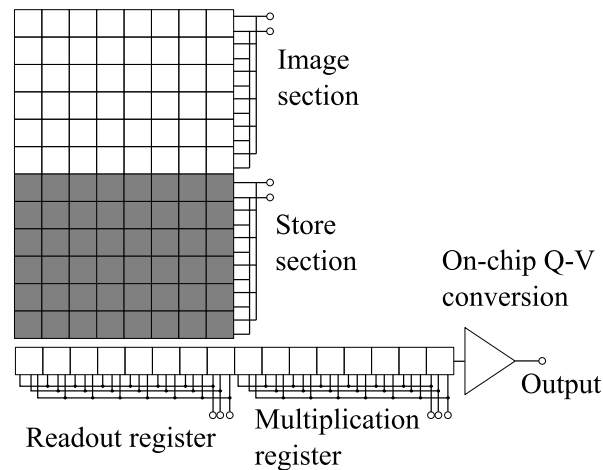 Image
section
Store
section
On-chip Q-V
conversion
Output
Readout register
Multiplication
register